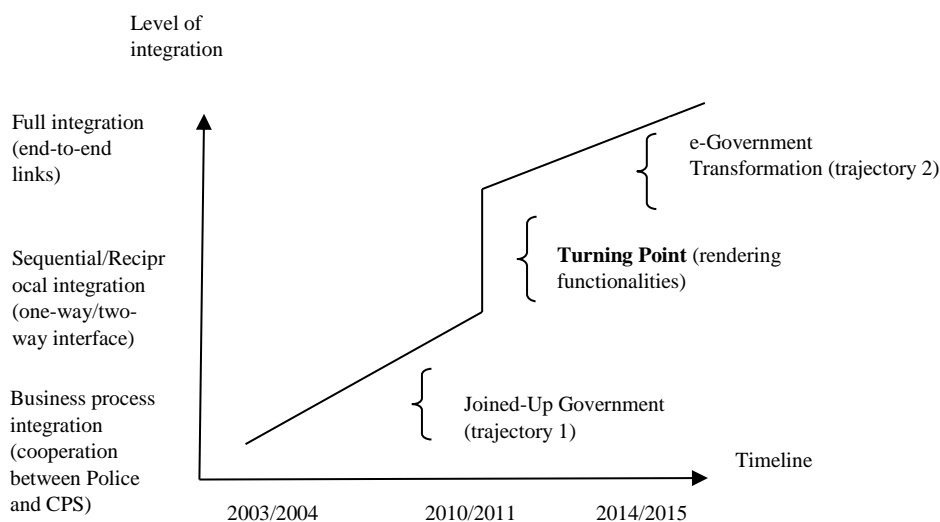 Level of
integration
Full integration
(end-to-end
links)
e-Government
Transformation (trajectory 2)
Sequential/Recipr
ocal integration
(one-way/two-
way interface)
Turning Point (rendering
functionalities)
Business process
integration
(cooperation
between Police
and CPS)
Joined-Up Government
(trajectory 1)
Timeline
2003/2004
2010/2011
2014/2015